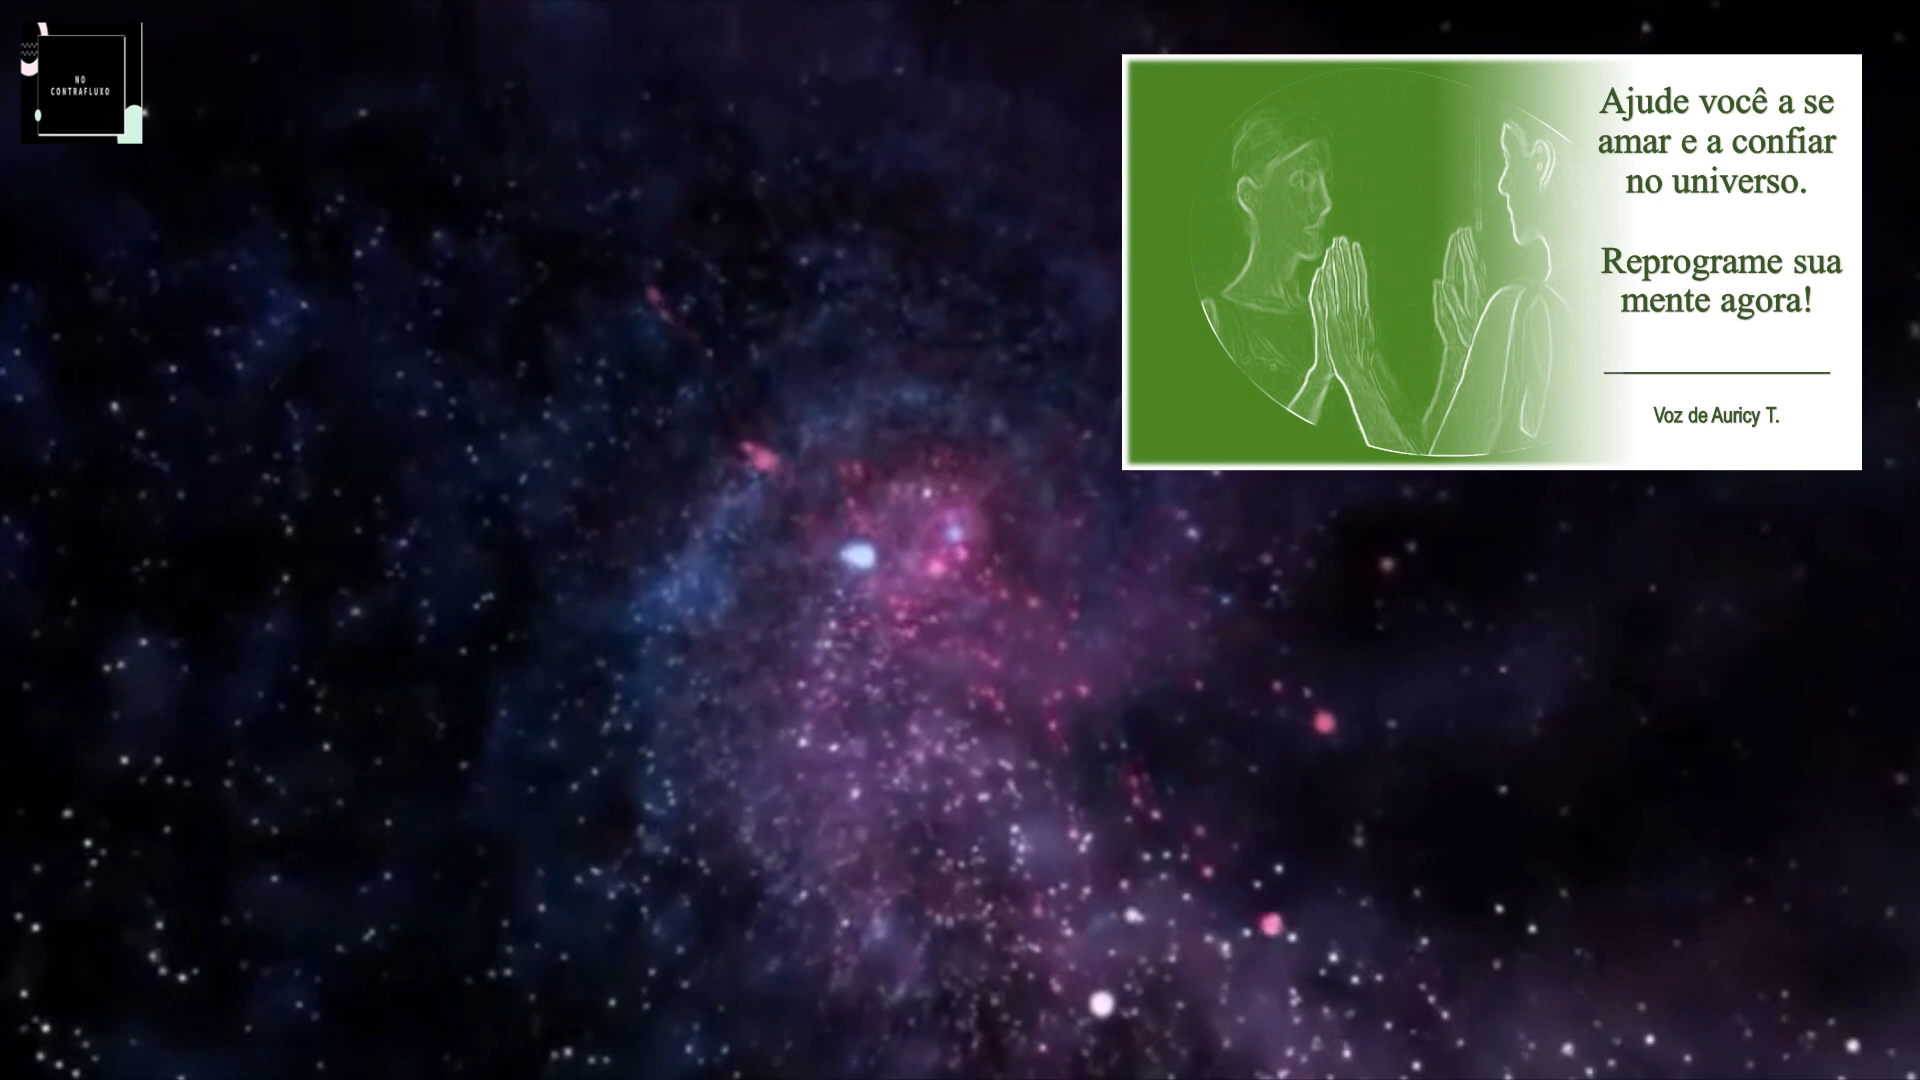 NO
CONTRAFLUXO
Ajude você a se
amar e a confiar
no universo.
Reprograme sua
mente agora!
Voz de Auricy T.